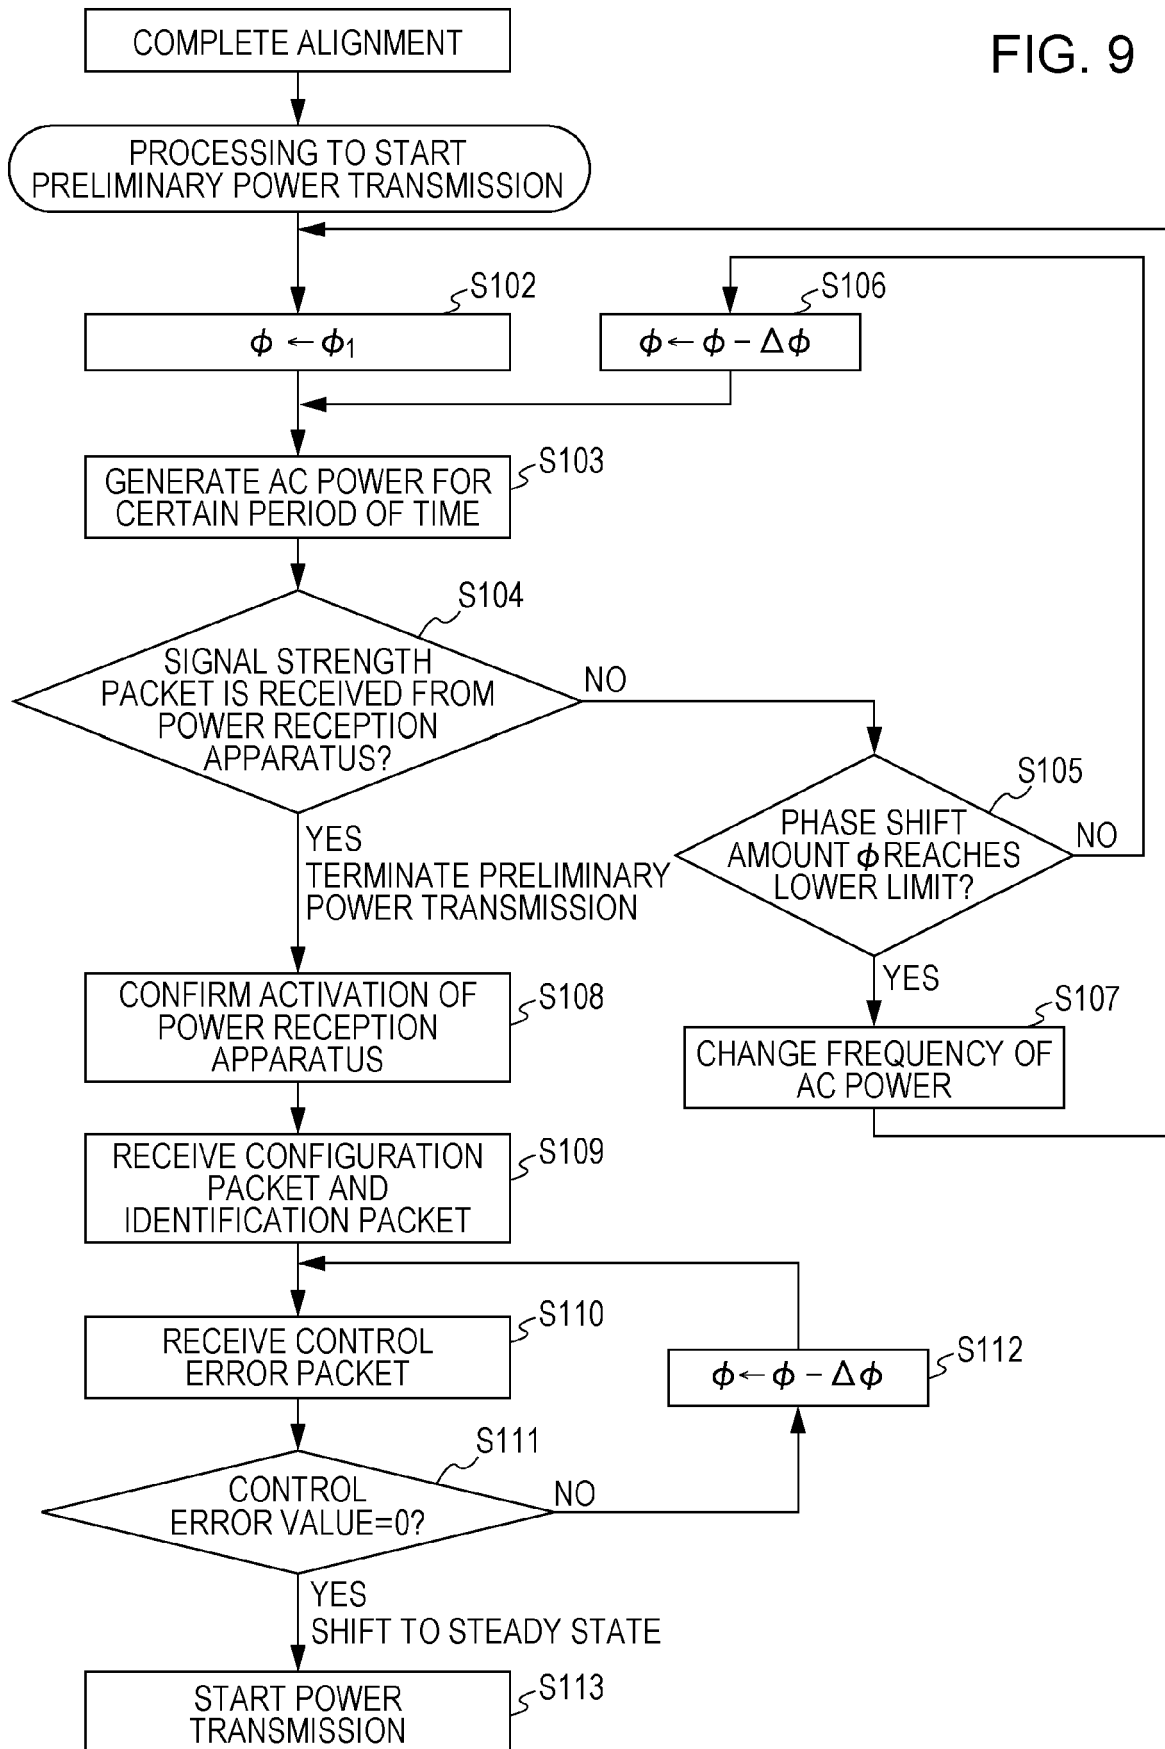 COMPLETE ALIGNMENT
FIG. 9
PROCESSING TO START
PRELIMINARY POWER TRANSMISSION
S102
ϕ ← ϕ1
S106
ϕ ← ϕ − Δϕ
S103
GENERATE AC POWER FOR
CERTAIN PERIOD OF TIME
S104
SIGNAL STRENGTH
PACKET IS RECEIVED FROM
POWER RECEPTION
APPARATUS?
NO
S105
PHASE SHIFT
AMOUNT ϕ REACHES
LOWER LIMIT?
NO
YES
TERMINATE PRELIMINARY
POWER TRANSMISSION
YES
S107
CHANGE FREQUENCY OF
AC POWER
S108
CONFIRM ACTIVATION OF
POWER RECEPTION
APPARATUS
S109
RECEIVE CONFIGURATION
PACKET AND
IDENTIFICATION PACKET
S110
RECEIVE CONTROL
ERROR PACKET
S112
ϕ ← ϕ − Δϕ
S111
CONTROL
ERROR VALUE=0?
NO
YES
SHIFT TO STEADY STATE
S113
START POWER
TRANSMISSION